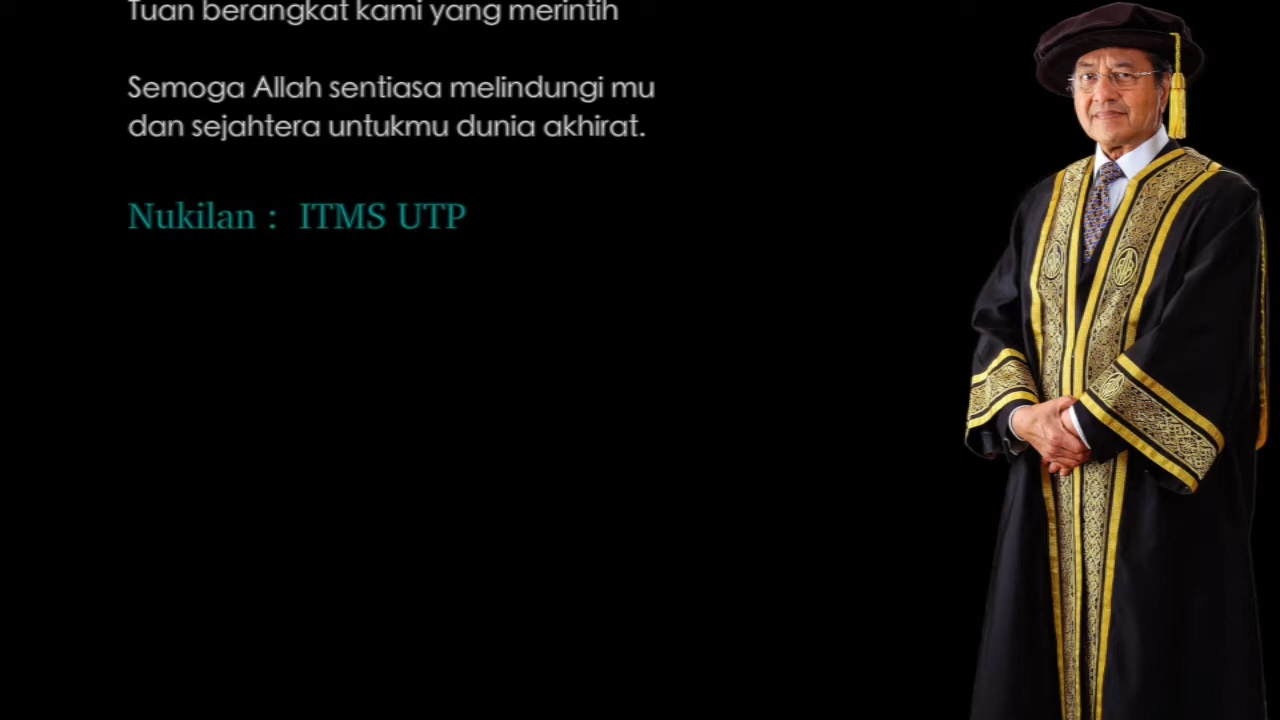 Tuan berangkat kami yang merintih
Semoga Allah sentiasa melindungi mu
dan sejahtera untukmu dunia akhirat.
Nukilan : ITMS UTP